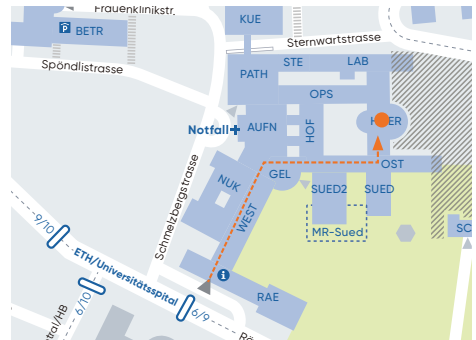 Frauenklinikstr.
KUE
P
BETR
Sternwartstrasse
STE
LAB
Spöndlistrasse
PATH
OPS
Notfall
AUFN
HOF
OST
GEL
NUK
SUED2
SUED
Schmelzbergstrasse
WEST
MR-Sued
SC
9/10
ETH/Universitätsspital
i
6/10
6/9
RAE